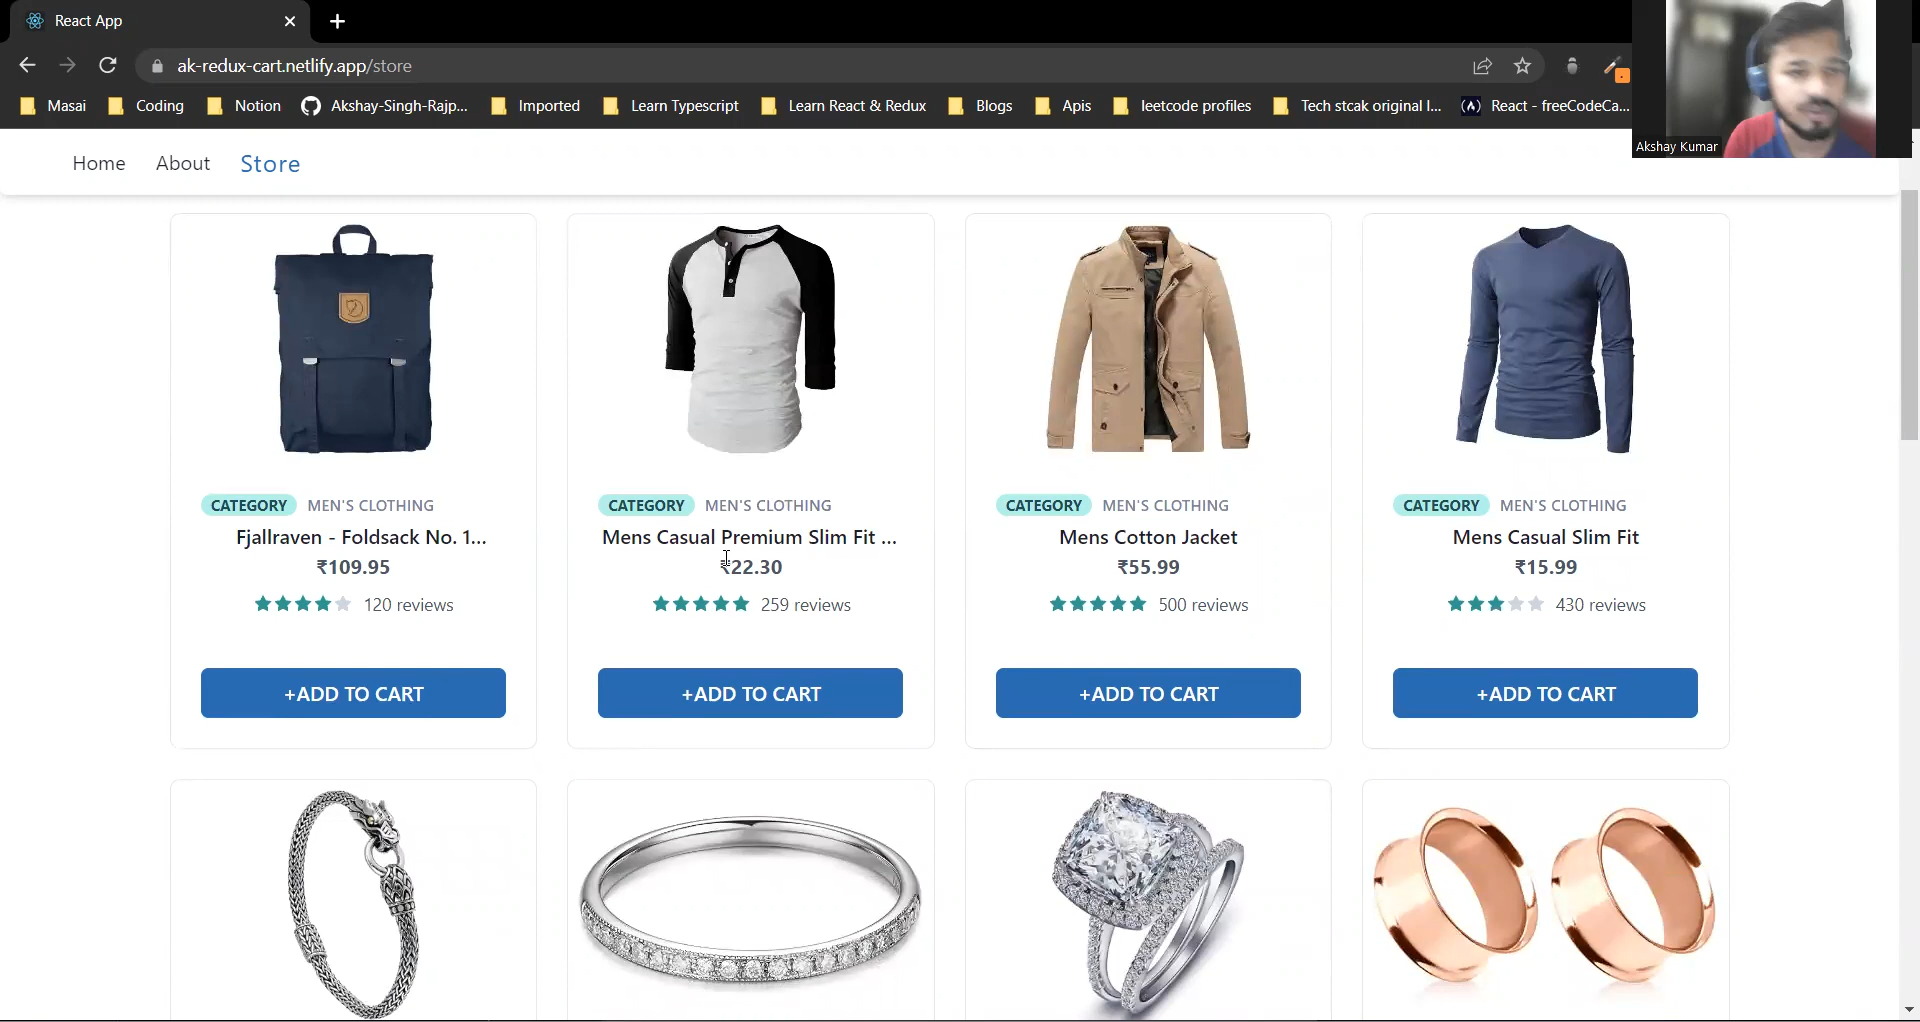 React App
ak-redux-cart.netlify.app/store
Masai Coding Notion Akshay-Singh-Rajp... Imported Learn Typescript Learn React & Redux Blogs Apis leetcode profiles Tech stcak original l... React - freeCodeCa...
Akshay Kumar
Home About Store
CATEGORY MEN'S CLOTHING
Fjallraven - Foldsack No. 1...
₹109.95
120 reviews
+ADD TO CART
CATEGORY MEN'S CLOTHING
Mens Casual Premium Slim Fit ...
₹22.30
259 reviews
+ADD TO CART
CATEGORY MEN'S CLOTHING
Mens Cotton Jacket
₹55.99
500 reviews
+ADD TO CART
CATEGORY MEN'S CLOTHING
Mens Casual Slim Fit
₹15.99
430 reviews
+ADD TO CART